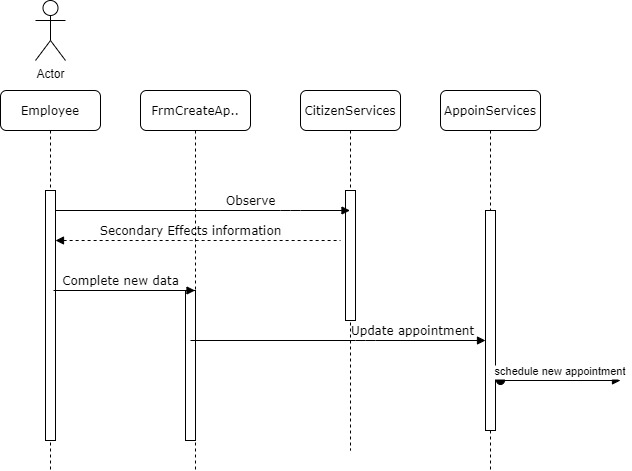 Actor
Employee
FrmCreateAp..
CitizenServices
AppoinServices
Observe
Secondary Effects information
Complete new data
Update appointment
schedule new appointment